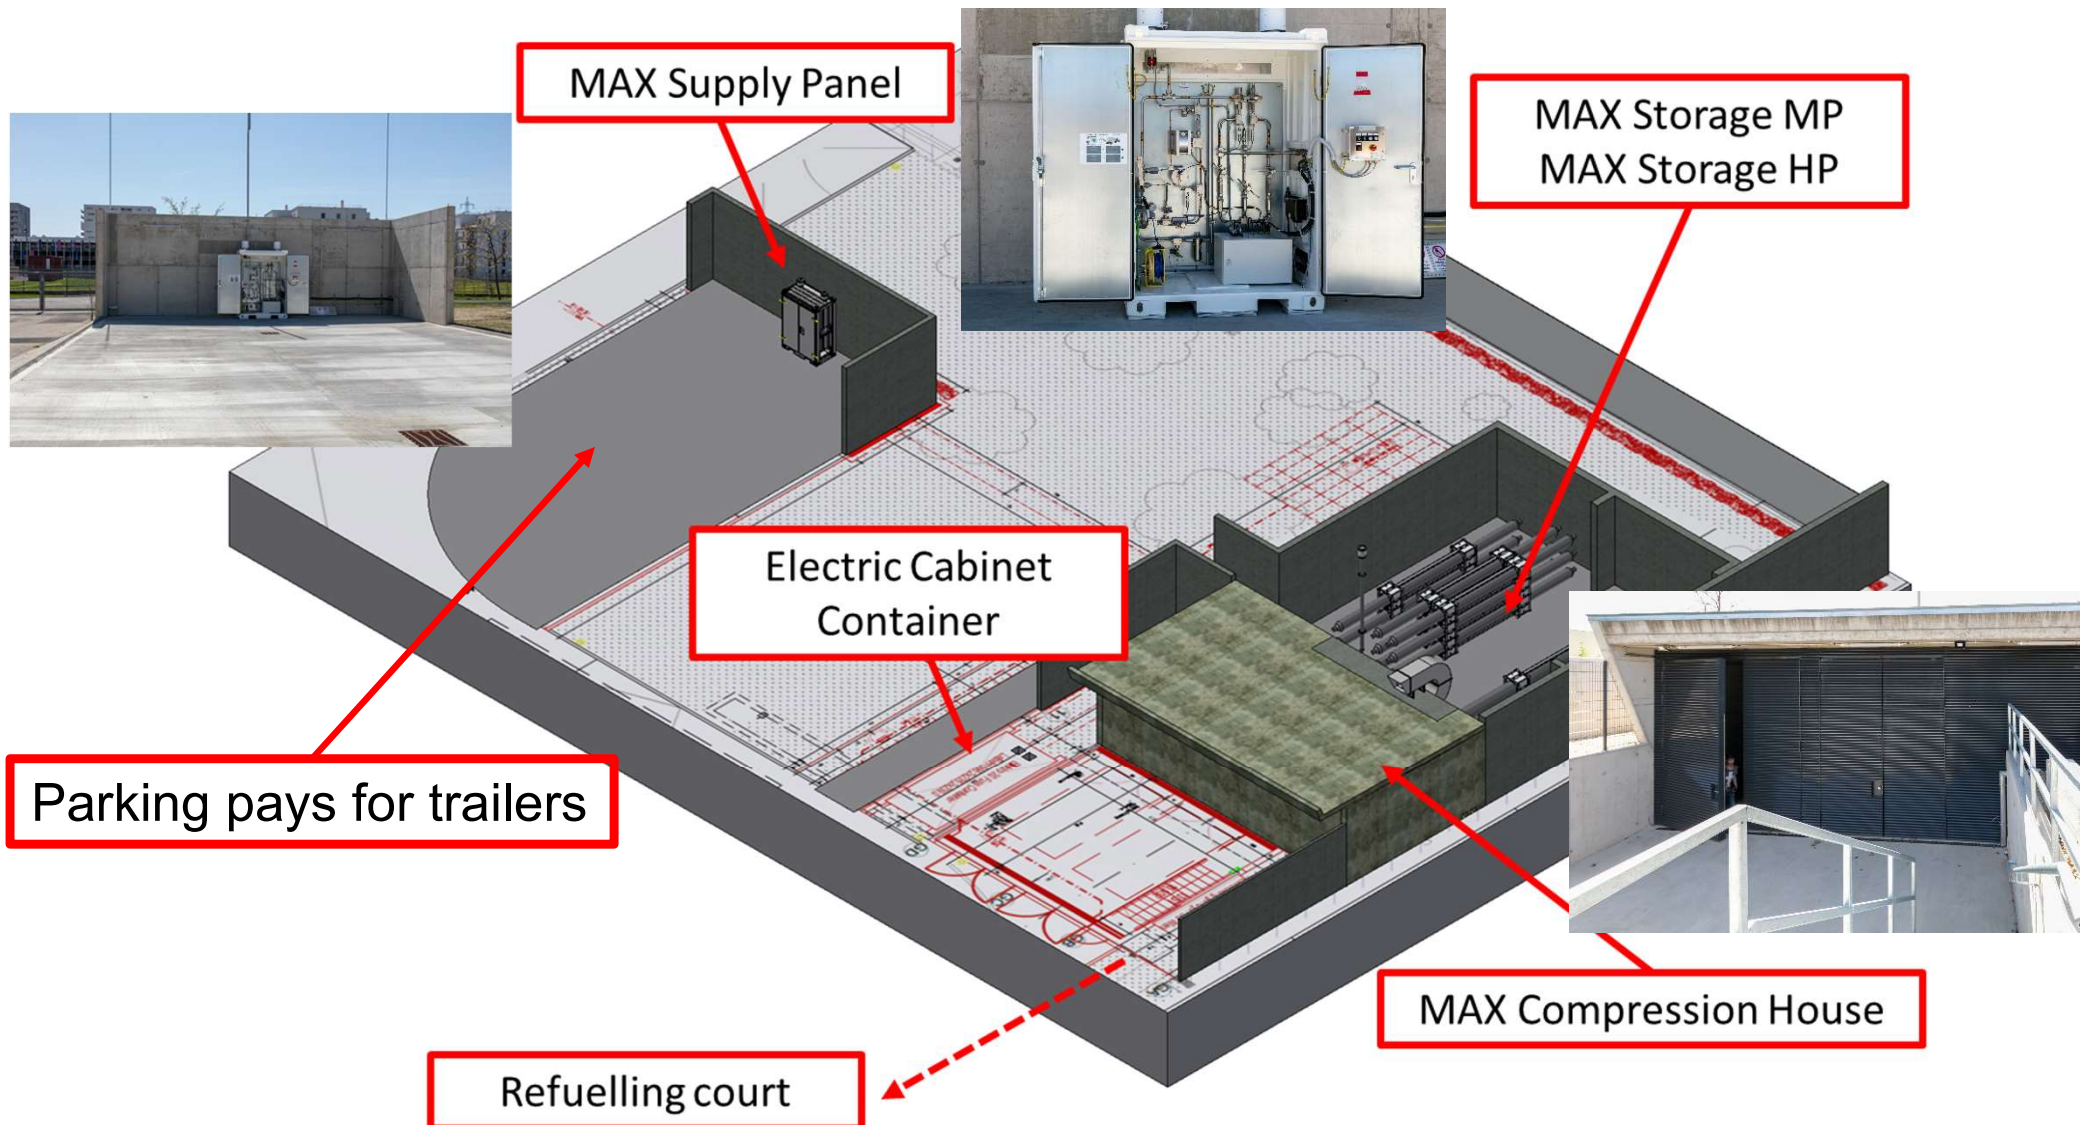 MAX Supply Panel
MAX Storage MP
MAX Storage HP
Electric Cabinet
Container
Parking pays for trailers
MAX Compression House
Refuelling court